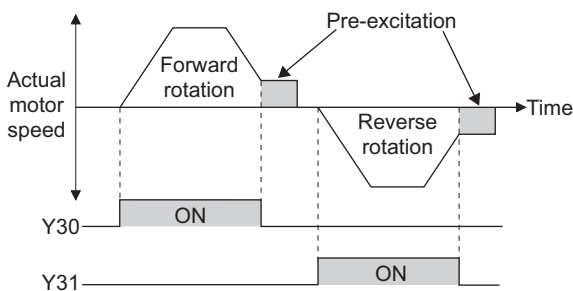 Pre-excitation
Actual
motor
speed
Forward
rotation
Time
Reverse
rotation
Y30
ON
Y31
ON